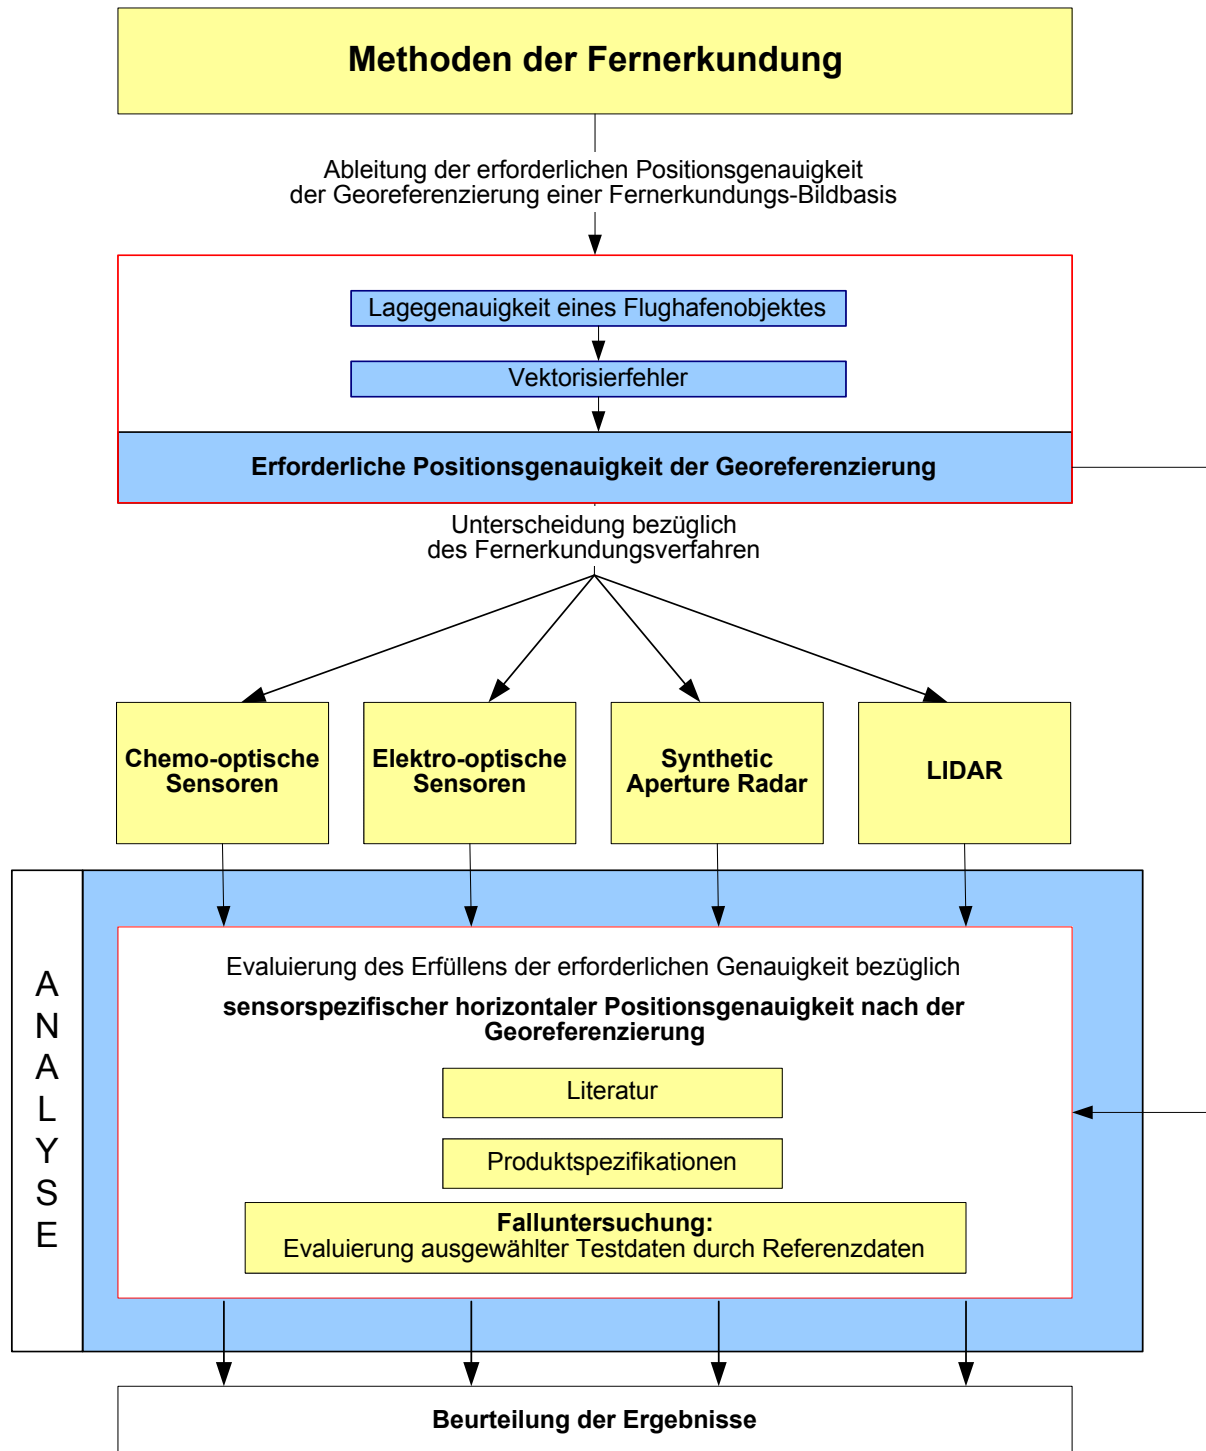 Methoden der Fernerkundung
Ableitung der erforderlichen Positionsgenauigkeit
der Georeferenzierung einer Fernerkundungs-Bildbasis
Lagegenauigkeit eines Flughafenobjektes
Vektorisierfehler
Erforderliche Positionsgenauigkeit der Georeferenzierung
Unterscheidung bezüglich
des Fernerkundungsverfahren
Chemo-optische
Sensoren
Elektro-optische
Sensoren
Synthetic
Aperture Radar
LIDAR
ANALYSE
Evaluierung des Erfüllens der erforderlichen Genauigkeit bezüglich
sensorspezifischer horizontaler Positionsgenauigkeit nach der
Georeferenzierung
Literatur
Produktspezifikationen
Falluntersuchung:
Evaluierung ausgewählter Testdaten durch Referenzdaten
Beurteilung der Ergebnisse